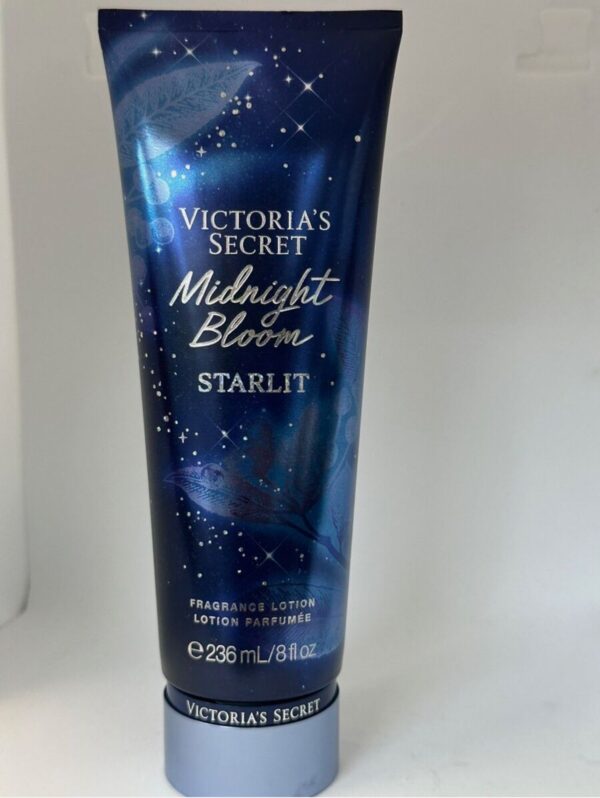 VICTORIA'S
SECRET
Midnight
Bloom
STARLIT
FRAGRANCE LOTION
LOTION PARFUMÉE
℮236 mL/8 fl oz
VICTORIA'S SECRET